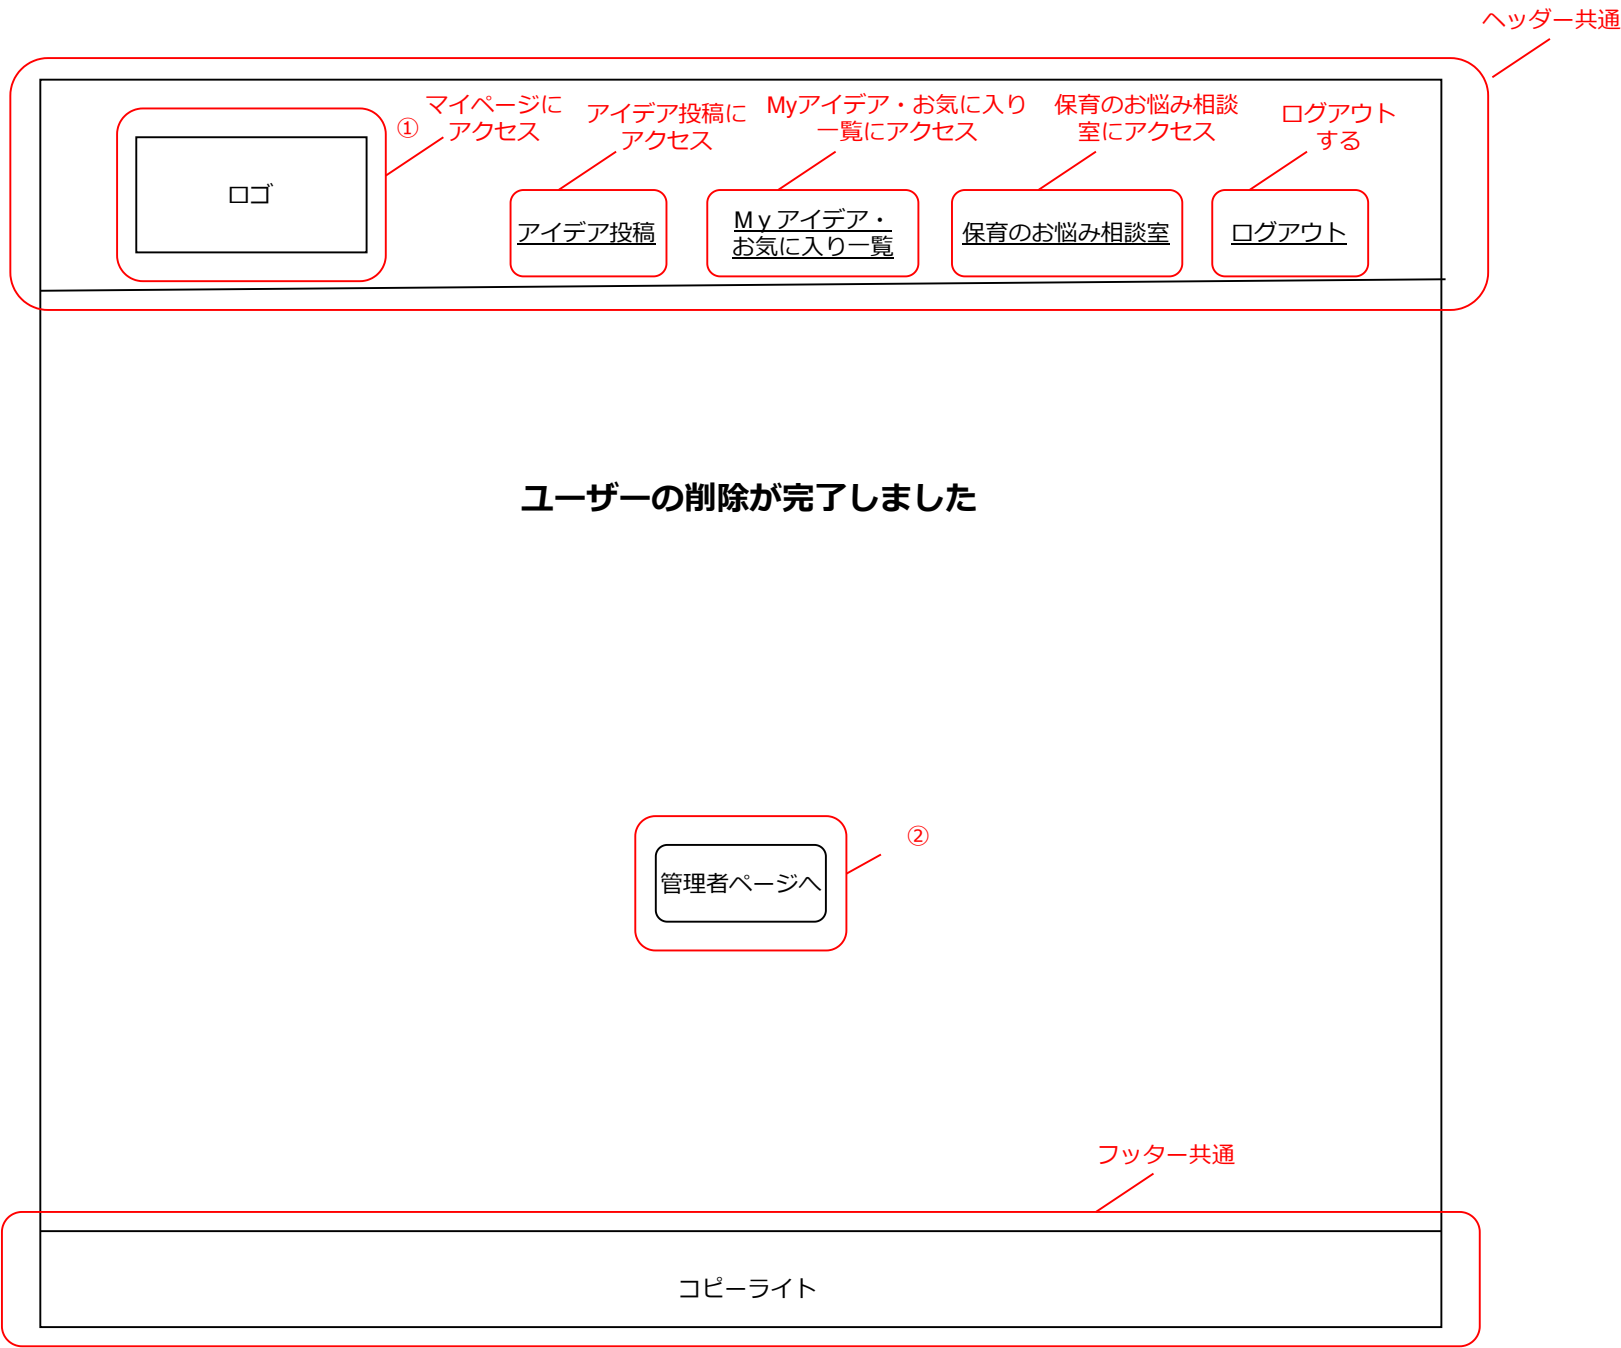 ヘッダー共通
①
マイページに
アクセス
アイデア投稿に
アクセス
Myアイデア・お気に入り
一覧にアクセス
保育のお悩み相談
室にアクセス
ログアウト
する
ロゴ
アイデア投稿
Ｍｙアイデア・
お気に入り一覧
保育のお悩み相談室
ログアウト
ユーザーの削除が完了しました
②
管理者ページへ
フッター共通
コピーライト